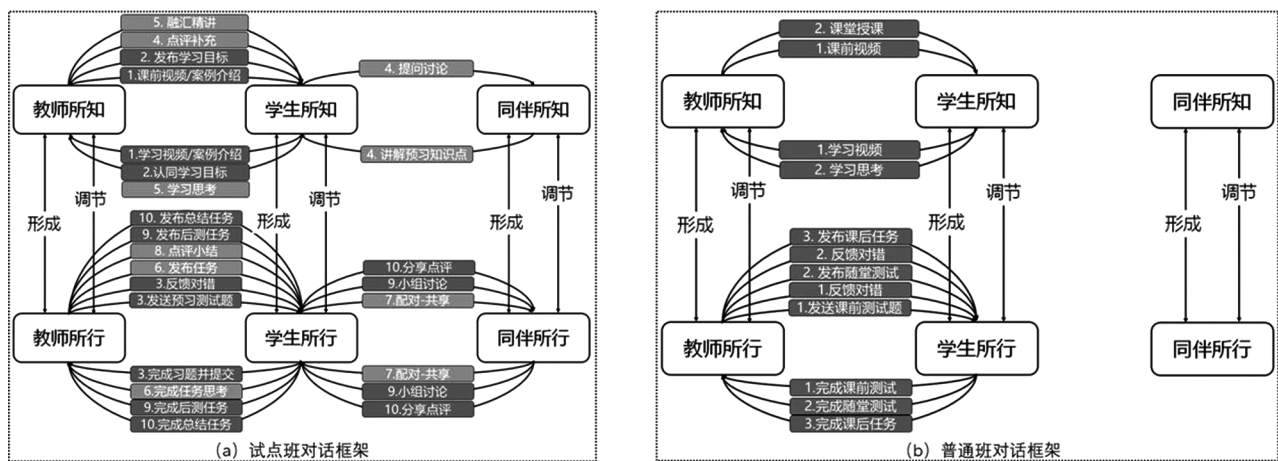 5. 融汇精讲
4. 点评补充
2. 发布学习目标
1.课前视频/案例介绍
4. 提问讨论
教师所知
学生所知
同伴所知
1.学习视频/案例介绍
2.认同学习目标
5. 学习思考
4. 讲解预习知识点
形成
调节
形成
调节
形成
调节
10. 发布总结任务
9. 发布后测任务
8. 点评小结
6. 发布任务
3.反馈对错
3.发送预习测试题
10.分享点评
9.小组讨论
7.配对-共享
教师所行
学生所行
同伴所行
3.完成习题并提交
6.完成任务思考
9.完成后测任务
10.完成总结任务
7.配对-共享
9.小组讨论
10.分享点评
(a) 试点班对话框架
2. 课堂授课
1.课前视频
教师所知
学生所知
同伴所知
1.学习视频
2. 学习思考
形成
调节
形成
调节
形成
调节
3. 发布课后任务
2. 反馈对错
2. 发布随堂测试
1.反馈对错
1.发送课前测试题
教师所行
学生所行
同伴所行
1.完成课前测试
2.完成随堂测试
3.完成课后任务
(b) 普通班对话框架